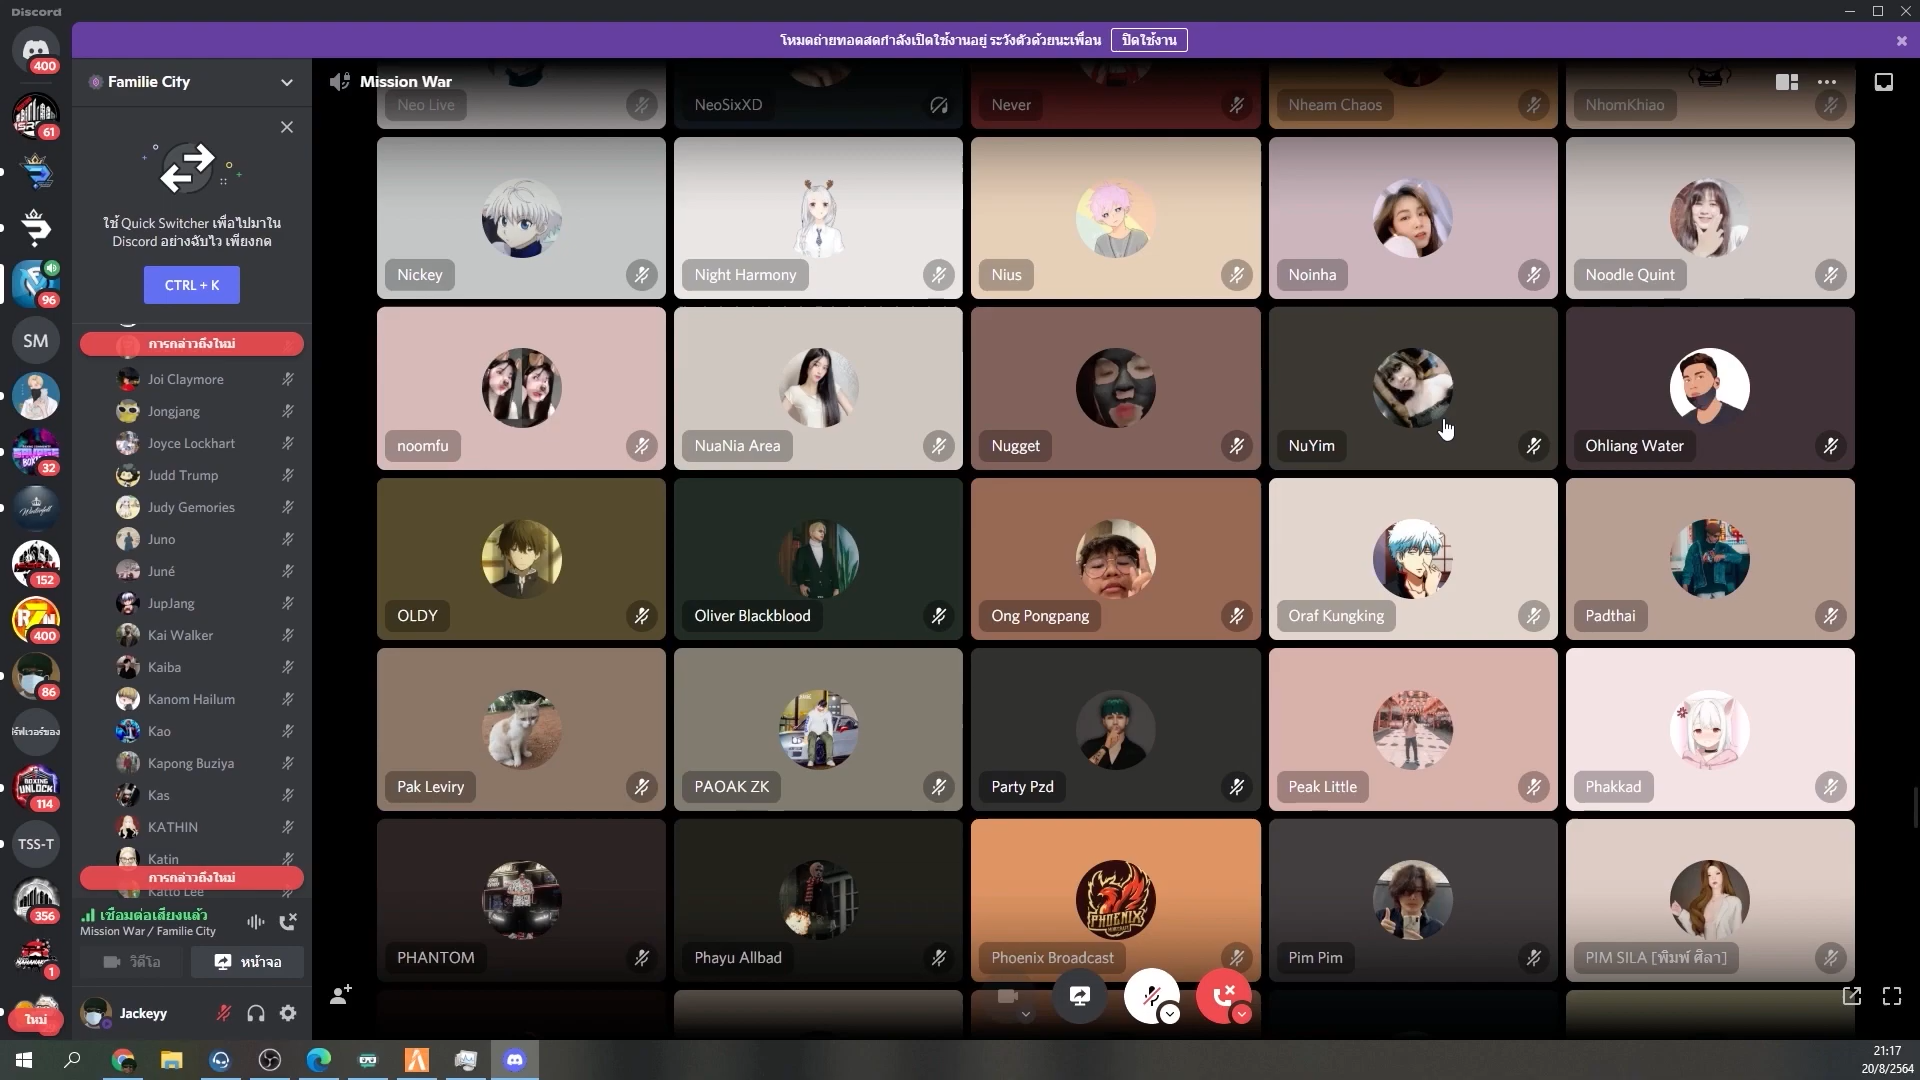 Discord
โหมดถ่ายทอดสดกำลังเปิดใช้งานอยู่ ระวังตัวด้วยนะเพื่อน
ปิดใช้งาน
400
Familie City
Mission War
61
ใช้ Quick Switcher เพื่อไปมาใน
Discord อย่างฉับไว เพียงกด
CTRL + K
96
SM
32
152
400
86
114
TSS-T
356
1
ใหม่
การกล่าวถึงใหม่
Joi Claymore
Jongjang
Joyce Lockhart
Judd Trump
Judy Gemories
Juno
Juné
JupJang
Kai Walker
Kaiba
Kanom Hailum
Kao
Kapong Buziya
Kas
KATHIN
Katin
การกล่าวถึงใหม่
Katto Lee
เชื่อมต่อเสียงแล้ว
Mission War / Familie City
วิดีโอ
หน้าจอ
Jackeyy
Neo Live
NeoSixXD
Never
Nheam Chaos
NhomKhiao
Nickey
Night Harmony
Nius
Noinha
Noodle Quint
noomfu
NuaNia Area
Nugget
NuYim
Ohliang Water
OLDY
Oliver Blackblood
Ong Pongpang
Oraf Kungking
Padthai
Pak Leviry
PAOAK ZK
Party Pzd
Peak Little
Phakkad
PHOENIX
PHANTOM
Phayu Allbad
Phoenix Broadcast
Pim Pim
PIM SILA [พิมพ์ ศิลา]
21:17
20/8/2564